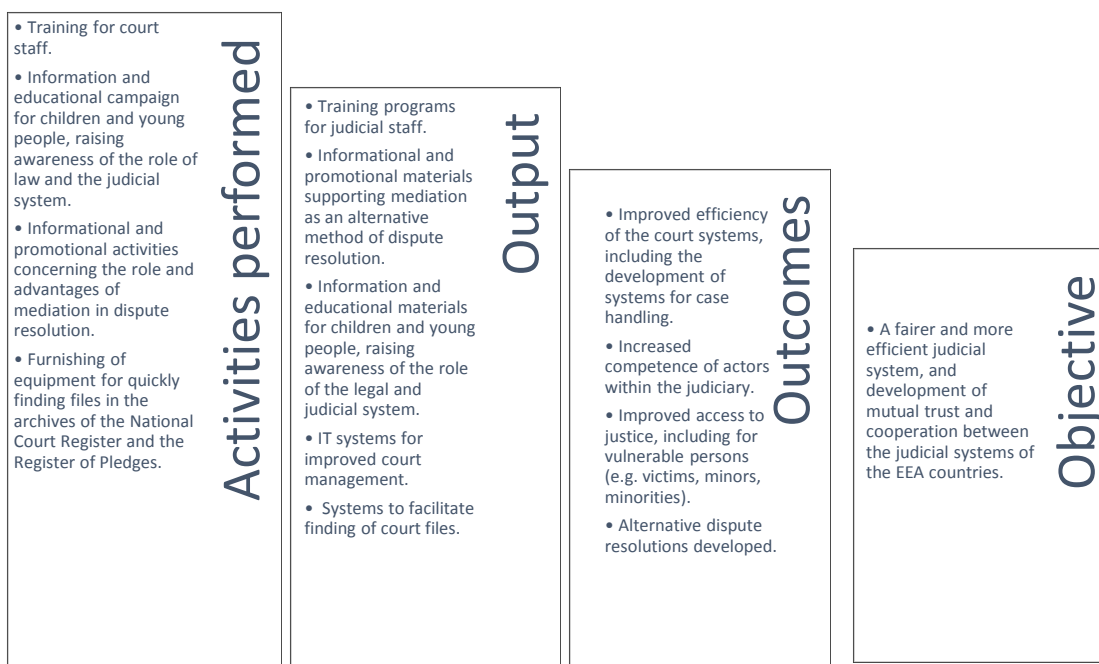 • Training for court
staff.
• Information and
educational campaign
for children and young
people, raising
awareness of the role of
law and the judicial
system.
• Informational and
promotional activities
concerning the role and
advantages of
mediation in dispute
resolution.
• Furnishing of
equipment for quickly
finding files in the
archives of the National
Court Register and the
Register of Pledges.
Activities performed
• Training programs
for judicial staff.
• Informational and
promotional materials
supporting mediation
as an alternative
method of dispute
resolution.
• Information and
educational materials
for children and young
people, raising
awareness of the role
of the legal and
judicial system.
• IT systems for
improved court
management.
• Systems to facilitate
finding of court files.
Output
• Improved efficiency
of the court systems,
including the
development of
systems for case
handling.
• Increased
competence of actors
within the judiciary.
• Improved access to
justice, including for
vulnerable persons
(e.g. victims, minors,
minorities).
• Alternative dispute
resolutions developed.
Outcomes
• A fairer and more
efficient judicial
system, and
development of
mutual trust and
cooperation between
the judicial systems of
the EEA countries.
Objective